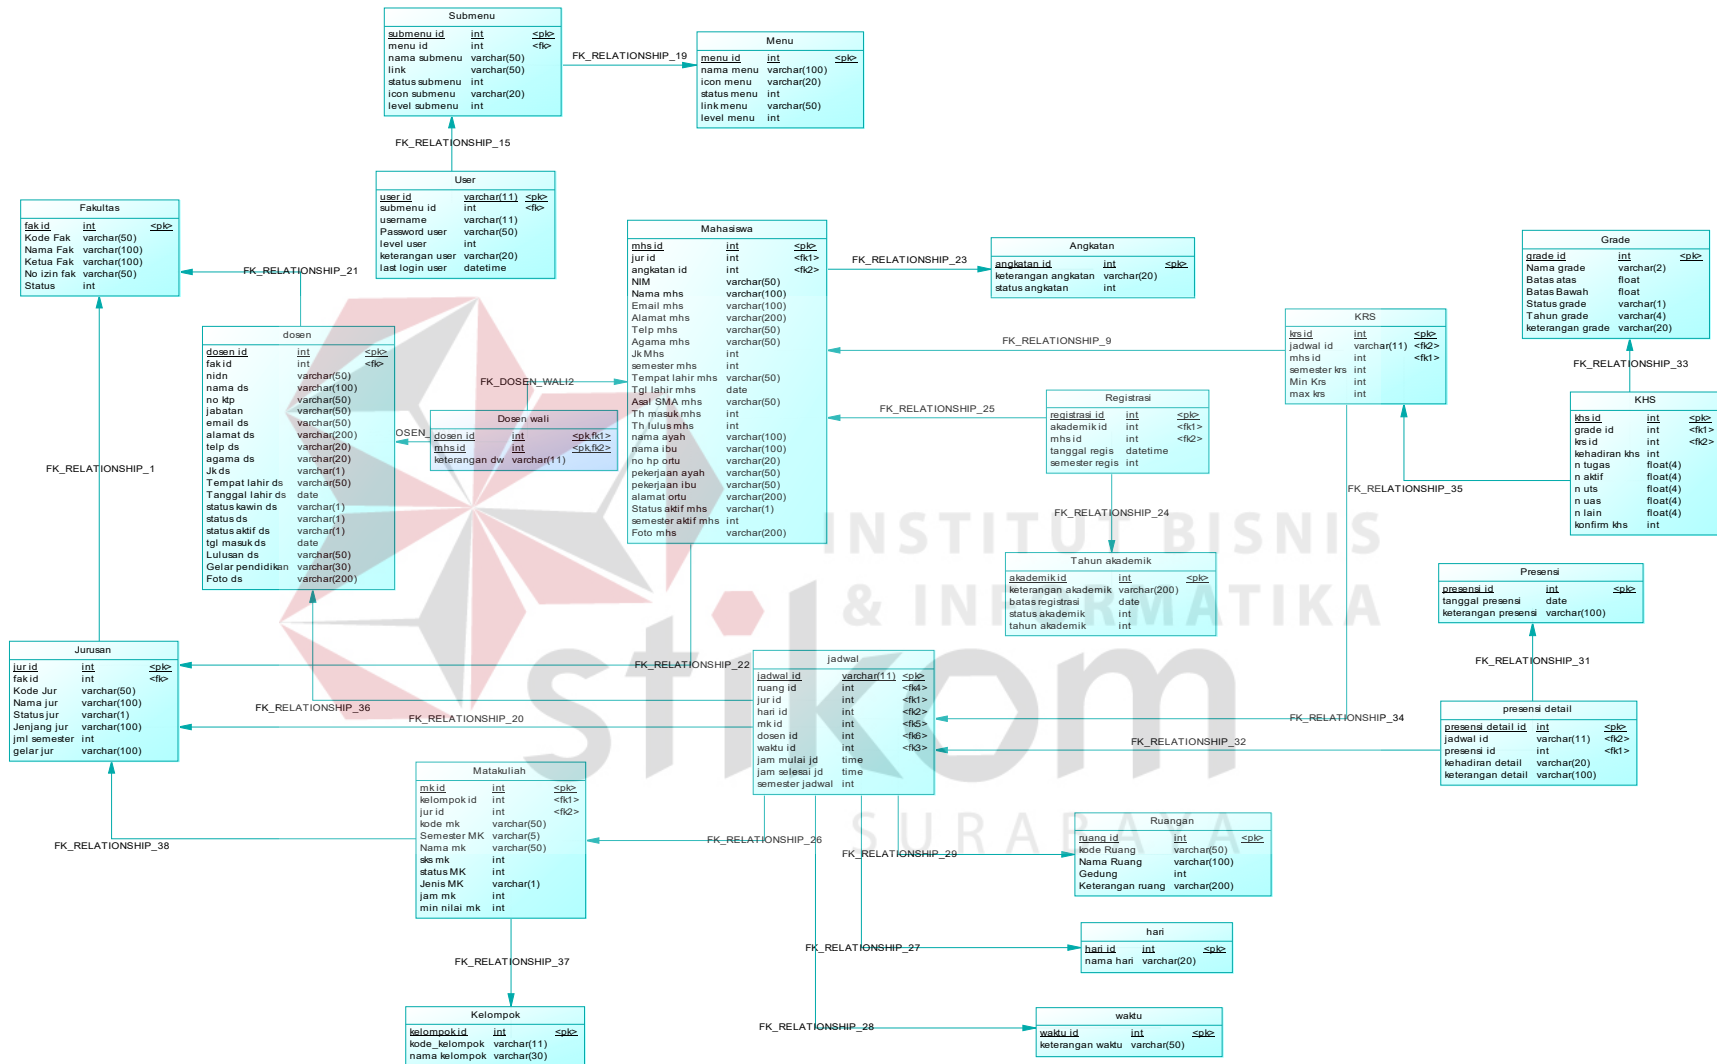 Submenu
submenu id int <pk>
menu id int <fk>
nama submenu varchar(50)
link varchar(50)
status submenu int
icon submenu varchar(20)
level submenu int
FK_RELATIONSHIP_19
Menu
menu id int <pk>
nama menu varchar(100)
icon menu varchar(20)
status menu int
link menu varchar(50)
level menu int
FK_RELATIONSHIP_15
User
user id varchar(11) <pk>
submenu id int <fk>
username varchar(11)
Password user varchar(50)
level user int
keterangan user varchar(20)
last login user datetime
Fakultas
fak id int <pk>
Kode Fak varchar(50)
Nama Fak varchar(100)
Ketua Fak varchar(100)
No izin fak varchar(50)
Status int
FK_RELATIONSHIP_21
Mahasiswa
mhs id int <pk>
jur id int <fk1>
angkatan id int <fk2>
NIM varchar(50)
Nama mhs varchar(100)
Email mhs varchar(100)
Alamat mhs varchar(200)
Telp mhs varchar(50)
Agama mhs varchar(50)
Jk Mhs int
semester mhs int
Tempat lahir mhs varchar(50)
Tgl lahir mhs date
Asal SMA mhs varchar(50)
Th masuk mhs int
Th lulus mhs int
nama ayah varchar(100)
nama ibu varchar(100)
no hp ortu varchar(20)
pekerjaan ayah varchar(50)
pekerjaan ibu varchar(50)
alamat ortu varchar(200)
Status aktif mhs varchar(1)
semester aktif mhs int
Foto mhs varchar(200)
FK_RELATIONSHIP_23
Angkatan
angkatan id int <pk>
keterangan angkatan varchar(20)
status angkatan int
Grade
grade id int <pk>
Nama grade varchar(2)
Batas atas float
Batas Bawah float
Status grade varchar(1)
Tahun grade varchar(4)
keterangan grade varchar(20)
dosen
dosen id int <pk>
fak id int <fk>
nidn varchar(50)
nama ds varchar(100)
no ktp varchar(50)
jabatan varchar(50)
email ds varchar(50)
alamat ds varchar(200)
telp ds varchar(20)
agama ds varchar(20)
Jk ds varchar(1)
Tempat lahir ds varchar(50)
Tanggal lahir ds date
status kawin ds varchar(1)
status ds varchar(1)
status aktif ds varchar(1)
tgl masuk ds date
Lulusan ds varchar(50)
Gelar pendidikan varchar(30)
Foto ds varchar(200)
FK_DOSEN_WALI2
OSEN_
Dosen wali
dosen id int <pk,fk1>
mhs id int <pk,fk2>
keterangan dw varchar(11)
FK_RELATIONSHIP_9
KRS
krs id int <pk>
jadwal id varchar(11) <fk2>
mhs id int <fk1>
semester krs int
Min Krs int
max krs int
FK_RELATIONSHIP_33
FK_RELATIONSHIP_25
Registrasi
registrasi id int <pk>
akademik id int <fk1>
mhs id int <fk2>
tanggal regis datetime
semester regis int
KHS
khs id int <pk>
grade id int <fk1>
krs id int <fk2>
kehadiran khs int
n tugas float(4)
n aktif float(4)
n uts float(4)
n uas float(4)
n lain float(4)
konfirm khs int
FK_RELATIONSHIP_1
FK_RELATIONSHIP_35
FK_RELATIONSHIP_24
INSTITUT BISNIS
& INFORMATIKA
stikom
SURABAYA
Tahun akademik
akademik id int <pk>
keterangan akademik varchar(200)
batas registrasi date
status akademik int
tahun akademik int
Presensi
presensi id int <pk>
tanggal presensi date
keterangan presensi varchar(100)
FK_RELATIONSHIP_31
Jurusan
jur id int <pk>
fak id int <fk>
Kode Jur varchar(50)
Nama jur varchar(100)
Status jur varchar(1)
Jenjang jur varchar(100)
jml semester int
gelar jur varchar(100)
FK_RELATIONSHIP_22
FK_RELATIONSHIP_36
FK_RELATIONSHIP_20
jadwal
jadwal id varchar(11) <pk>
ruang id int <fk4>
jur id int <fk1>
hari id int <fk2>
mk id int <fk5>
dosen id int <fk6>
waktu id int <fk3>
jam mulai jd time
jam selesai jd time
semester jadwal int
FK_RELATIONSHIP_34
FK_RELATIONSHIP_32
presensi detail
presensi detail id int <pk>
jadwal id varchar(11) <fk2>
presensi id int <fk1>
kehadiran detail varchar(20)
keterangan detail varchar(100)
Matakuliah
mk id int <pk>
kelompok id int <fk1>
jur id int <fk2>
kode mk varchar(50)
Semester MK varchar(5)
Nama mk varchar(50)
sks mk int
status MK int
Jenis MK varchar(1)
jam mk int
min nilai mk int
FK_RELATIONSHIP_38
FK_RELATIONSHIP_26
FK_RELATIONSHIP_29
Ruangan
ruang id int <pk>
kode Ruang varchar(50)
Nama Ruang varchar(100)
Gedung int
Keterangan ruang varchar(200)
FK_RELATIONSHIP_37
FK_RELATIONSHIP_27
hari
hari id int <pk>
nama hari varchar(20)
Kelompok
kelompok id int <pk>
kode_kelompok varchar(11)
nama kelompok varchar(30)
FK_RELATIONSHIP_28
waktu
waktu id int <pk>
keterangan waktu varchar(50)